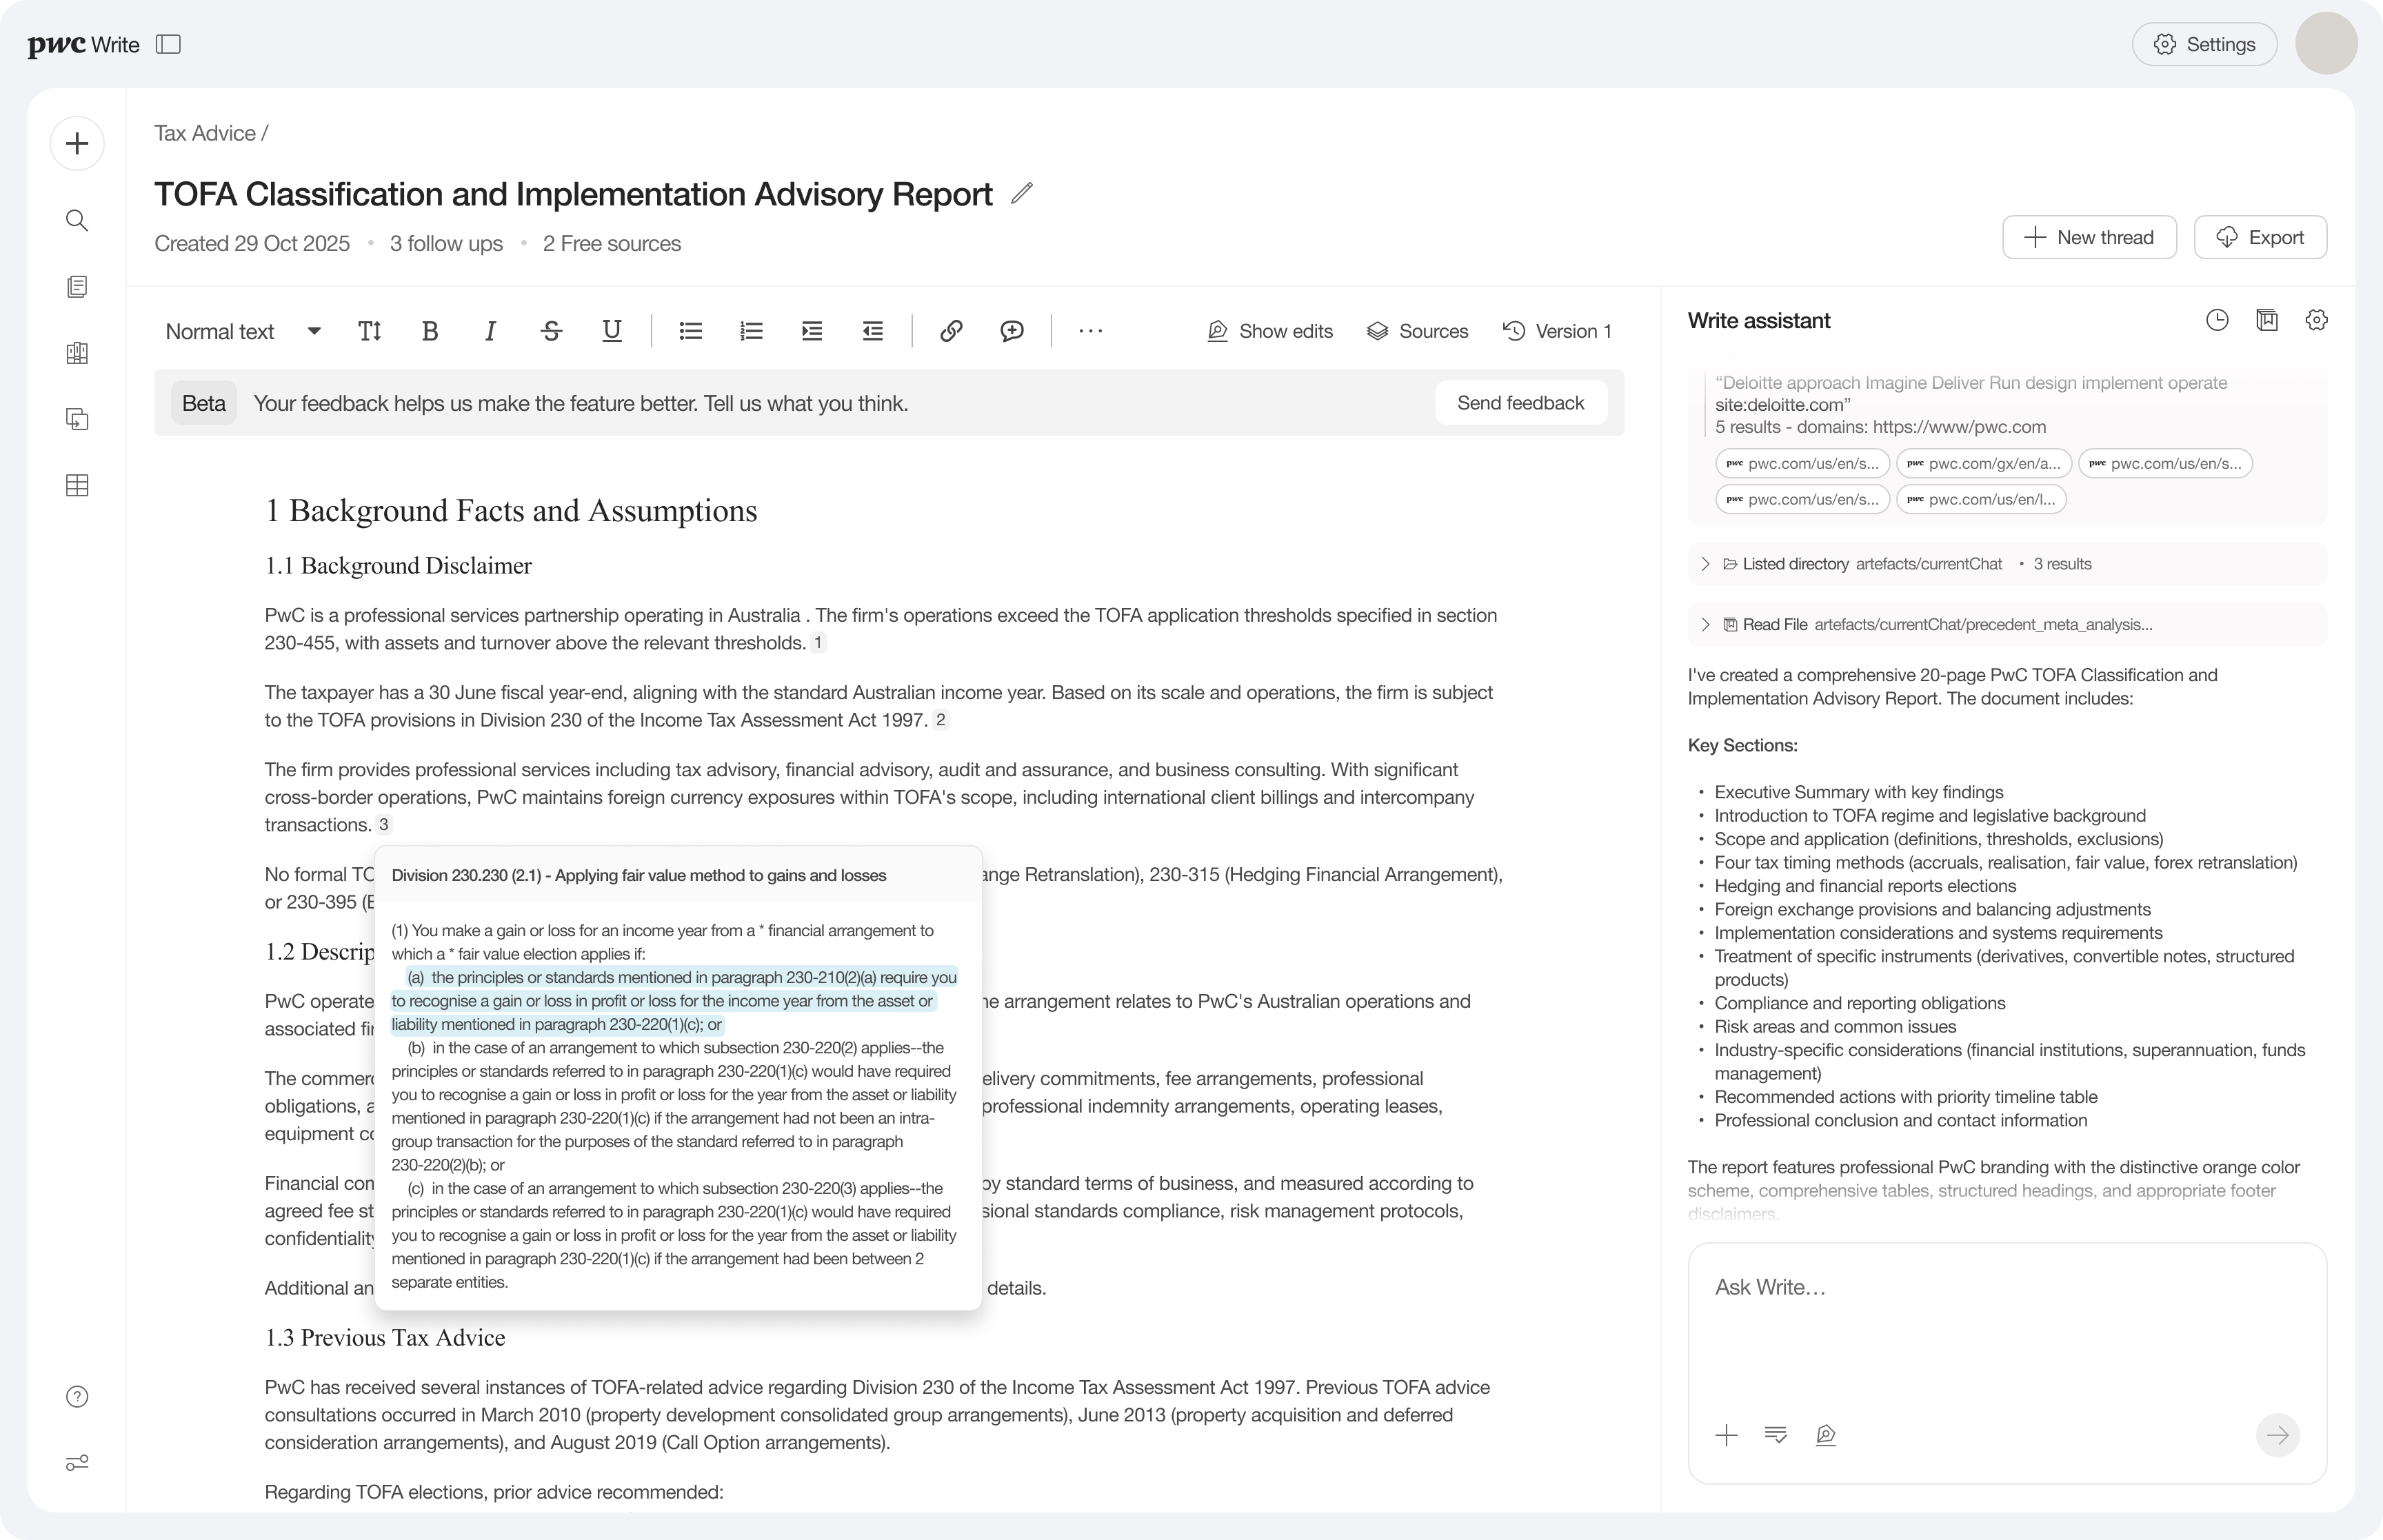 pwc Write
Settings
Tax Advice /
TOFA Classification and Implementation Advisory Report
Created 29 Oct 2025 • 3 follow ups • 2 Free sources
New thread
Export
Normal text
B I S U
Show edits
Sources
Version 1
Beta
Your feedback helps us make the feature better. Tell us what you think.
Send feedback
1 Background Facts and Assumptions
1.1 Background Disclaimer
PwC is a professional services partnership operating in Australia . The firm's operations exceed the TOFA application thresholds specified in section
230-455, with assets and turnover above the relevant thresholds. 1
The taxpayer has a 30 June fiscal year-end, aligning with the standard Australian income year. Based on its scale and operations, the firm is subject
to the TOFA provisions in Division 230 of the Income Tax Assessment Act 1997. 2
The firm provides professional services including tax advisory, financial advisory, audit and assurance, and business consulting. With significant
cross-border operations, PwC maintains foreign currency exposures within TOFA's scope, including international client billings and intercompany
transactions. 3
No formal TO
ange Retranslation), 230-315 (Hedging Financial Arrangement),
or 230-395 (E
1.2 Descrip
PwC operate
ne arrangement relates to PwC's Australian operations and
associated fi
The commer
elivery commitments, fee arrangements, professional
obligations, a
professional indemnity arrangements, operating leases,
equipment co
Financial con
by standard terms of business, and measured according to
agreed fee st
sional standards compliance, risk management protocols,
confidentiality
Additional an
details.
Division 230.230 (2.1) - Applying fair value method to gains and losses
(1) You make a gain or loss for an income year from a * financial arrangement to
which a * fair value election applies if:
(a) the principles or standards mentioned in paragraph 230-210(2)(a) require you
to recognise a gain or loss in profit or loss for the income year from the asset or
liability mentioned in paragraph 230-220(1)(c); or
(b) in the case of an arrangement to which subsection 230-220(2) applies--the
principles or standards referred to in paragraph 230-220(1)(c) would have required
you to recognise a gain or loss in profit or loss for the year from the asset or liability
mentioned in paragraph 230-220(1)(c) if the arrangement had not been an intra-
group transaction for the purposes of the standard referred to in paragraph
230-220(2)(b); or
(c) in the case of an arrangement to which subsection 230-220(3) applies--the
principles or standards referred to in paragraph 230-220(1)(c) would have required
you to recognise a gain or loss in profit or loss for the year from the asset or liability
mentioned in paragraph 230-220(1)(c) if the arrangement had been between 2
separate entities.
1.3 Previous Tax Advice
PwC has received several instances of TOFA-related advice regarding Division 230 of the Income Tax Assessment Act 1997. Previous TOFA advice
consultations occurred in March 2010 (property development consolidated group arrangements), June 2013 (property acquisition and deferred
consideration arrangements), and August 2019 (Call Option arrangements).
Regarding TOFA elections, prior advice recommended:
Write assistant
“Deloitte approach Imagine Deliver Run design implement operate
site:deloitte.com”
5 results - domains: https://www/pwc.com
pwc pwc.com/us/en/s...
pwc pwc.com/gx/en/a...
pwc pwc.com/us/en/s...
pwc pwc.com/us/en/s...
pwc pwc.com/us/en/l...
Listed directory artefacts/currentChat • 3 results
Read File artefacts/currentChat/precedent_meta_analysis...
I've created a comprehensive 20-page PwC TOFA Classification and
Implementation Advisory Report. The document includes:
Key Sections:
• Executive Summary with key findings
• Introduction to TOFA regime and legislative background
• Scope and application (definitions, thresholds, exclusions)
• Four tax timing methods (accruals, realisation, fair value, forex retranslation)
• Hedging and financial reports elections
• Foreign exchange provisions and balancing adjustments
• Implementation considerations and systems requirements
• Treatment of specific instruments (derivatives, convertible notes, structured
products)
• Compliance and reporting obligations
• Risk areas and common issues
• Industry-specific considerations (financial institutions, superannuation, funds
management)
• Recommended actions with priority timeline table
• Professional conclusion and contact information
The report features professional PwC branding with the distinctive orange color
scheme, comprehensive tables, structured headings, and appropriate footer
disclaimers.
Ask Write…